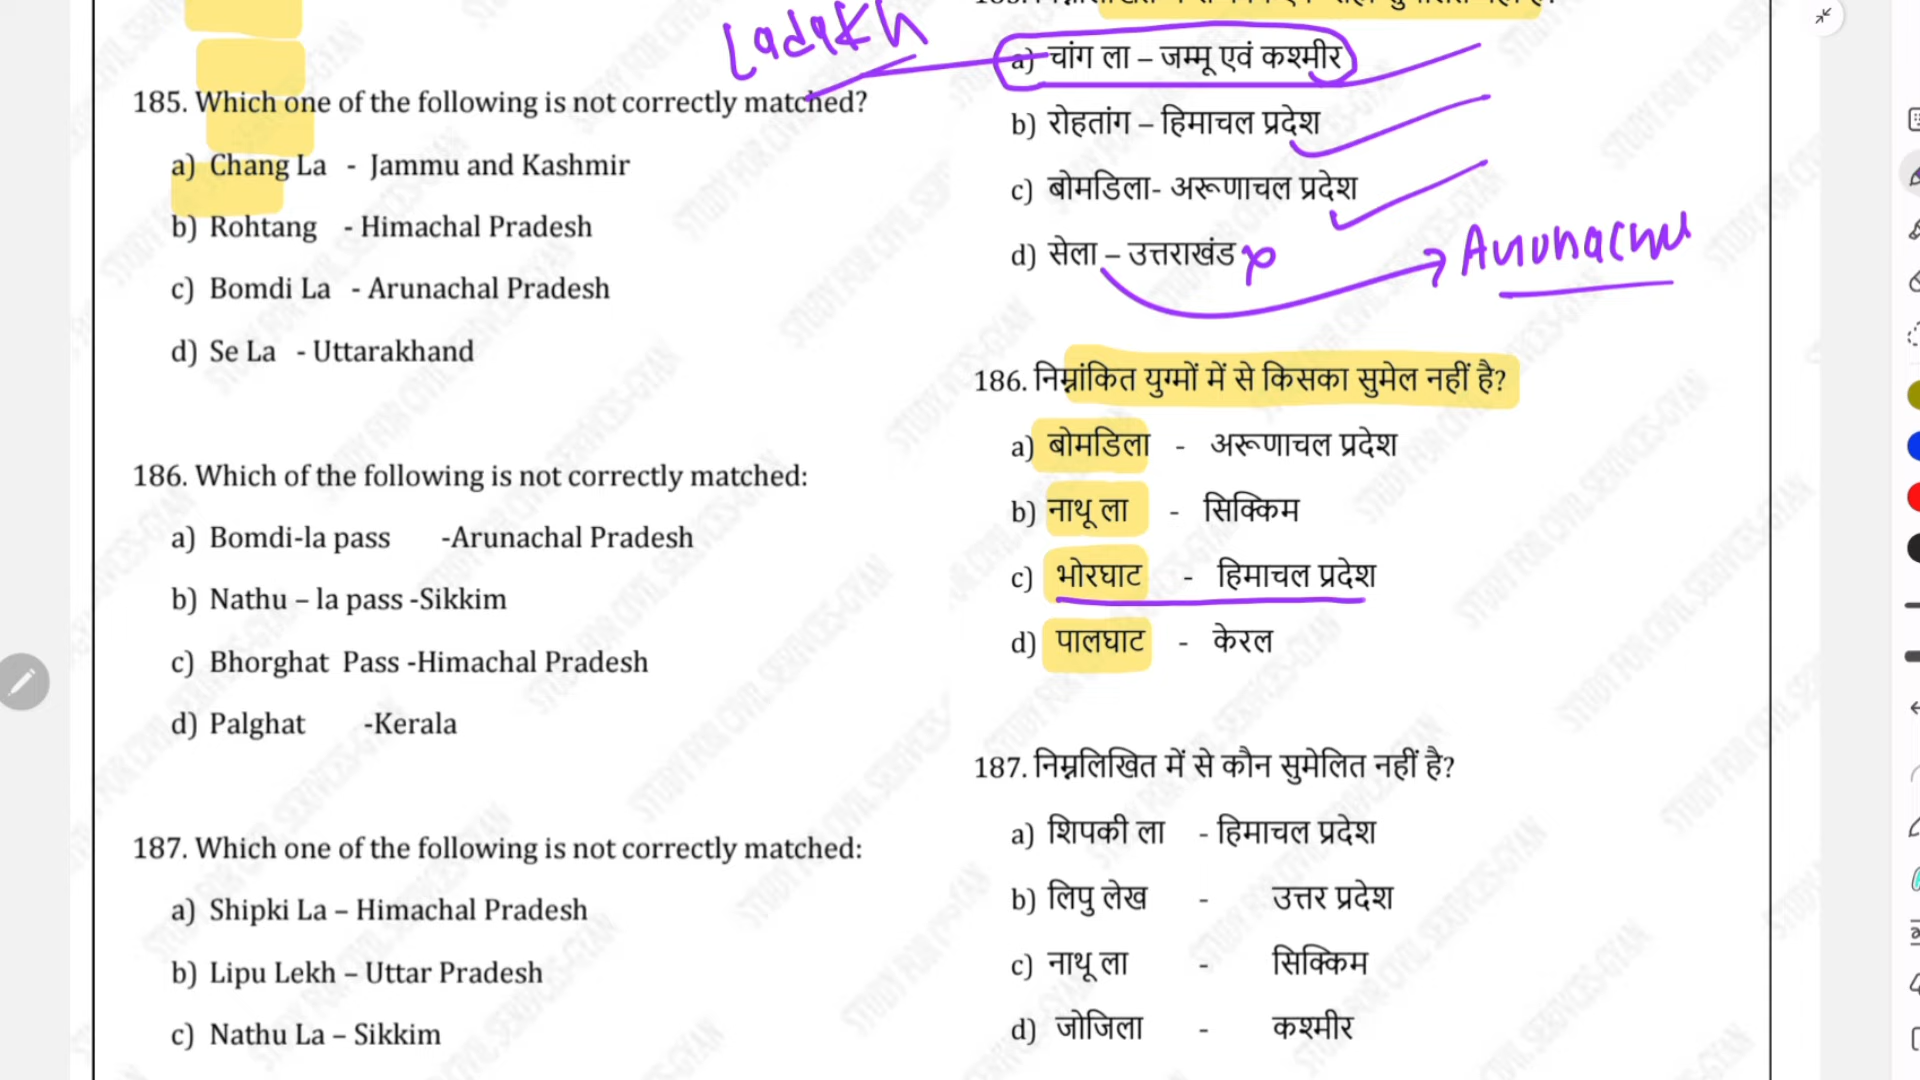 185. Which one of the following is not correctly matched?
a) Chang La - Jammu and Kashmir
b) Rohtang - Himachal Pradesh
c) Bomdi La - Arunachal Pradesh
d) Se La - Uttarakhand
186. Which of the following is not correctly matched:
a) Bomdi-la pass -Arunachal Pradesh
b) Nathu – la pass -Sikkim
c) Bhorghat Pass -Himachal Pradesh
d) Palghat -Kerala
187. Which one of the following is not correctly matched:
a) Shipki La – Himachal Pradesh
b) Lipu Lekh – Uttar Pradesh
c) Nathu La – Sikkim
Ladakh
a) चांग ला – जम्मू एवं कश्मीर
b) रोहतांग – हिमाचल प्रदेश
c) बोमडिला- अरूणाचल प्रदेश
d) सेला – उत्तराखंड
186. निम्नांकित युग्मों में से किसका सुमेल नहीं है?
a) बोमडिला - अरूणाचल प्रदेश
b) नाथू ला - सिक्किम
c) भोरघाट - हिमाचल प्रदेश
d) पालघाट - केरल
187. निम्नलिखित में से कौन सुमेलित नहीं है?
a) शिपकी ला - हिमाचल प्रदेश
b) लिपु लेख - उत्तर प्रदेश
c) नाथू ला - सिक्किम
d) जोजिला - कश्मीर